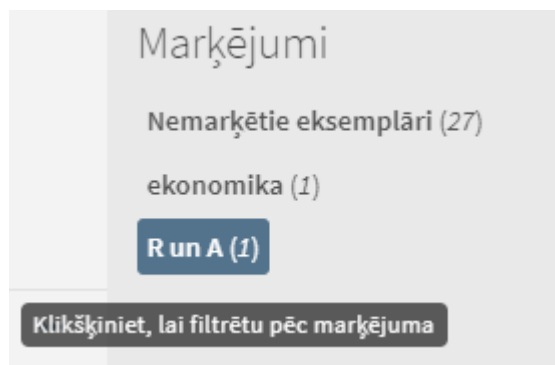 Marķējumi
Nemarķētie eksemplāri (27)
ekonomika (1)
R un A (1)
Klikšķiniet, lai filtrētu pēc marķējuma